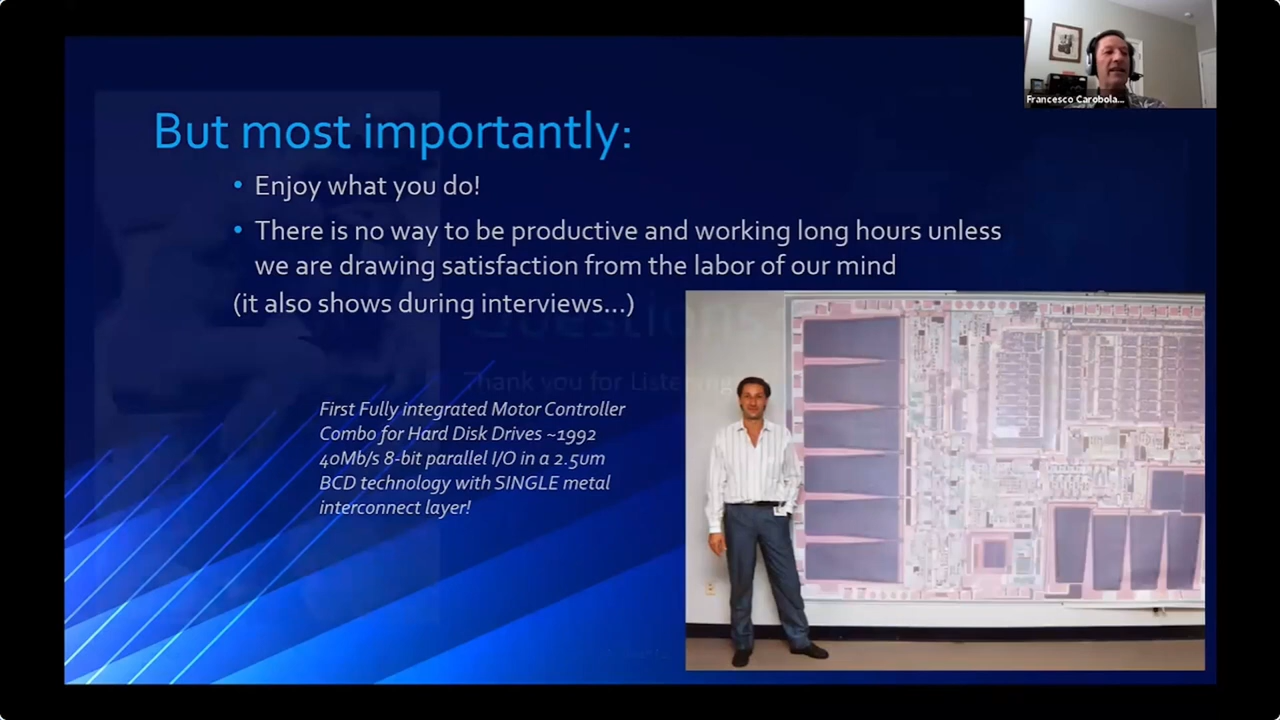 Francesco Carobola...
But most importantly:
• Enjoy what you do!
• There is no way to be productive and working long hours unless
we are drawing satisfaction from the labor of our mind
(it also shows during interviews...)
Questions
Thank you for Listening
First Fully integrated Motor Controller
Combo for Hard Disk Drives ~1992
40Mb/s 8-bit parallel I/O in a 2.5um
BCD technology with SINGLE metal
interconnect layer!